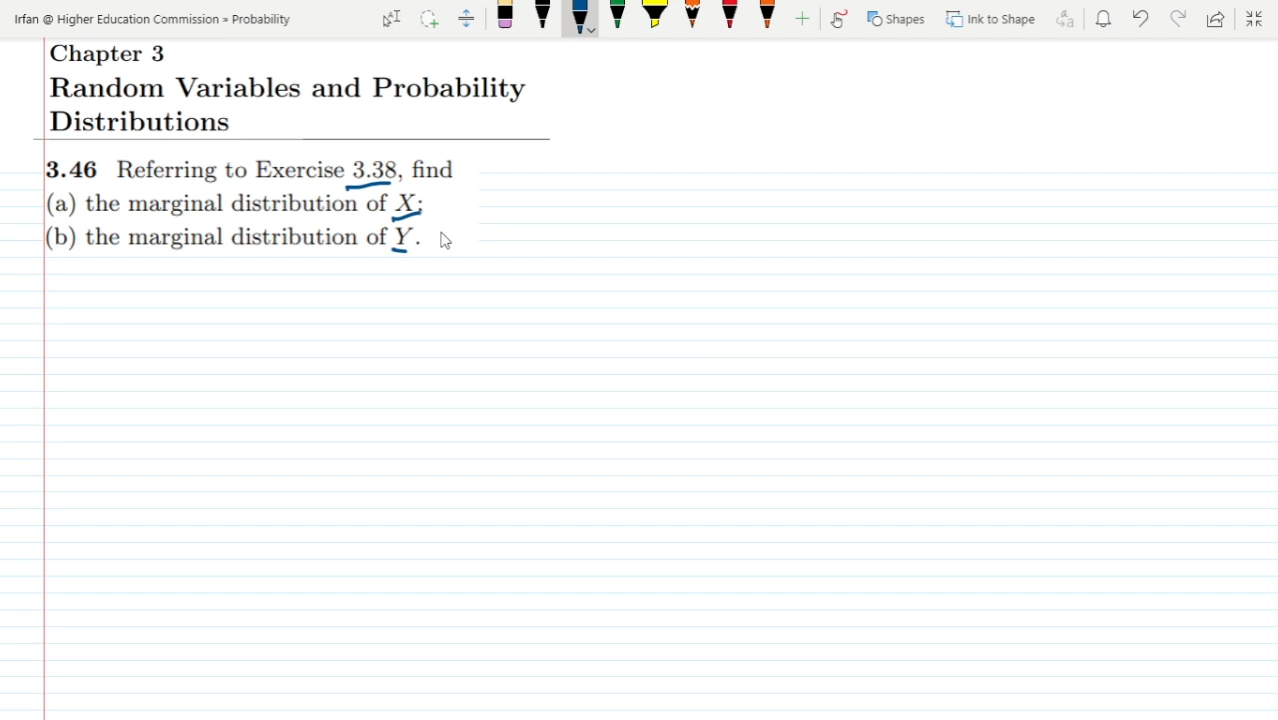 Irfan @ Higher Education Commission » Probability
Shapes
Ink to Shape
Chapter 3
Random Variables and Probability
Distributions
3.46 Referring to Exercise 3.38, find
(a) the marginal distribution of X;
(b) the marginal distribution of Y.